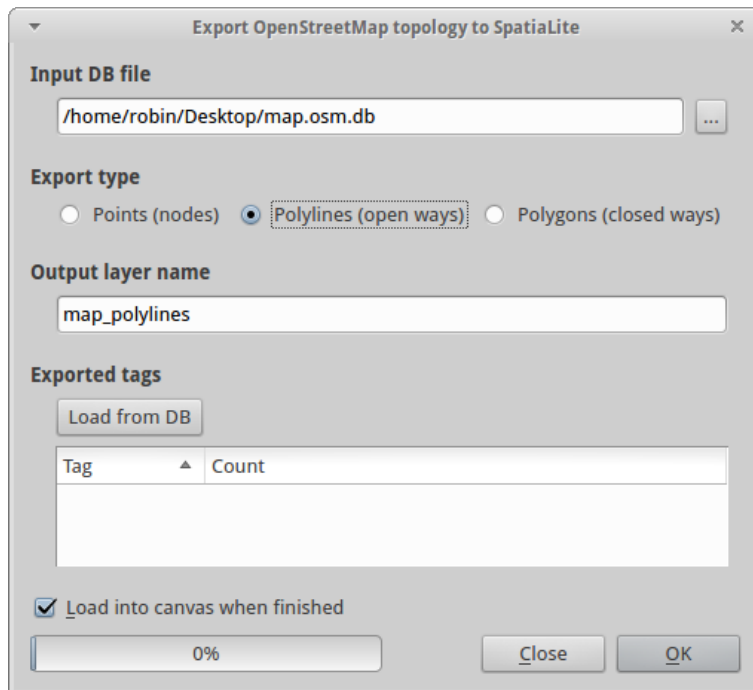 Export OpenStreetMap topology to SpatiaLite
Input DB file
/home/robin/Desktop/map.osm.db
...
Export type
Points (nodes) Polylines (open ways) Polygons (closed ways)
Output layer name
map_polylines
Exported tags
Load from DB
Tag Count
Load into canvas when finished
0% Close OK